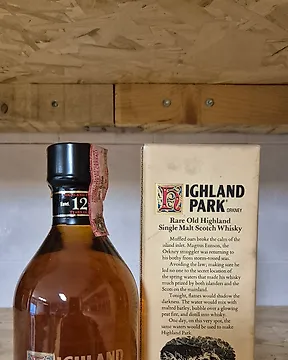 12
YEARS OLD
HIGHLAND
HIGHLAND
PARK
ORKNEY
Rare Old Highland
Single Malt Scotch Whisky
Muffled oars broke the calm of the
island inlet. Magnus Eunson, the
Orkney smuggler was returning to
his bothy from storm-tossed sea.
Avoiding the law, making sure he
led no one to the secret location of
the spring waters that made his whisky
much prized by both islanders and the
Scots on the mainland.
Tonight, flames would shadow the
darkness. The water would mix with
malted barley, bubble over a glowing
peat fire, and distil into whisky.
One day, on this very spot, the
same waters would be used to make
Highland Park.